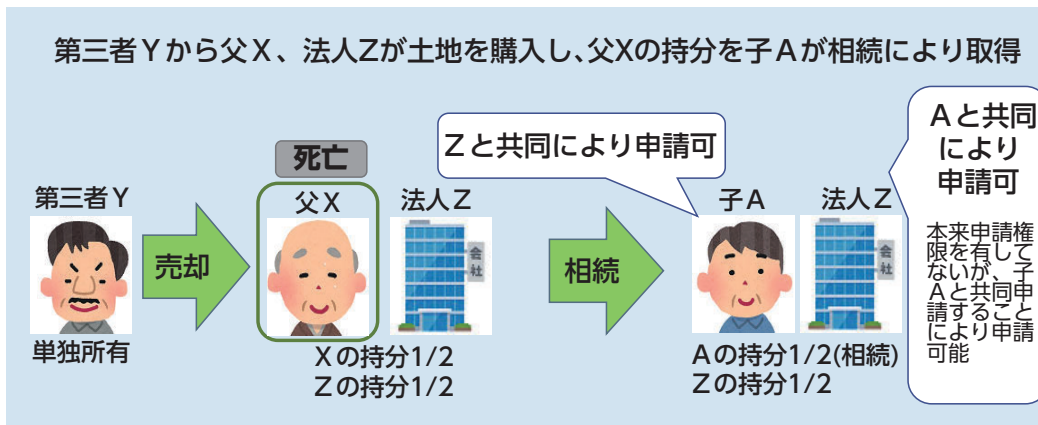 第三者Yから父X、法人Zが土地を購入し、父Xの持分を子Aが相続により取得
死亡
Zと共同により申請可
Aと共同
により
申請可
本来申請権
限を有して
ないが、子
Aと共同申
請すること
により申請
可能
第三者Y
父X
法人Z
子A
法人Z
売却
相続
会社
会社
単独所有
Xの持分1/2
Zの持分1/2
Aの持分1/2(相続)
Zの持分1/2